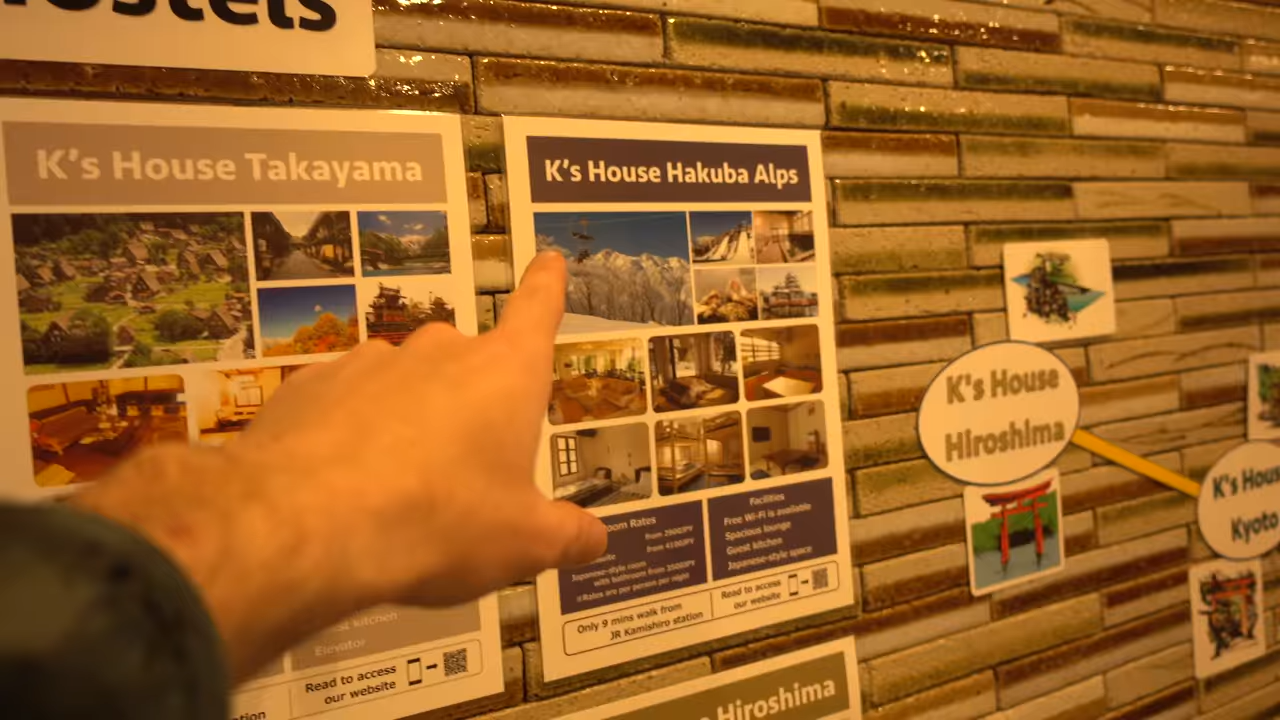 Hostels
K's House Takayama
Elevator
Read to access
our website
K's House Hakuba Alps
Room Rates
from 2900JPY
from 4100JPY
Japanese-style room
with bathroom from 3500JPY
※Rates are per person per night
Facilities
Free Wi-Fi is available
Spacious lounge
Guest kitchen
Japanese-style space
Only 9 mins walk from
JR Kamishiro station
Read to access
our website
Hiroshima
K's House
Hiroshima
K's House
Kyoto